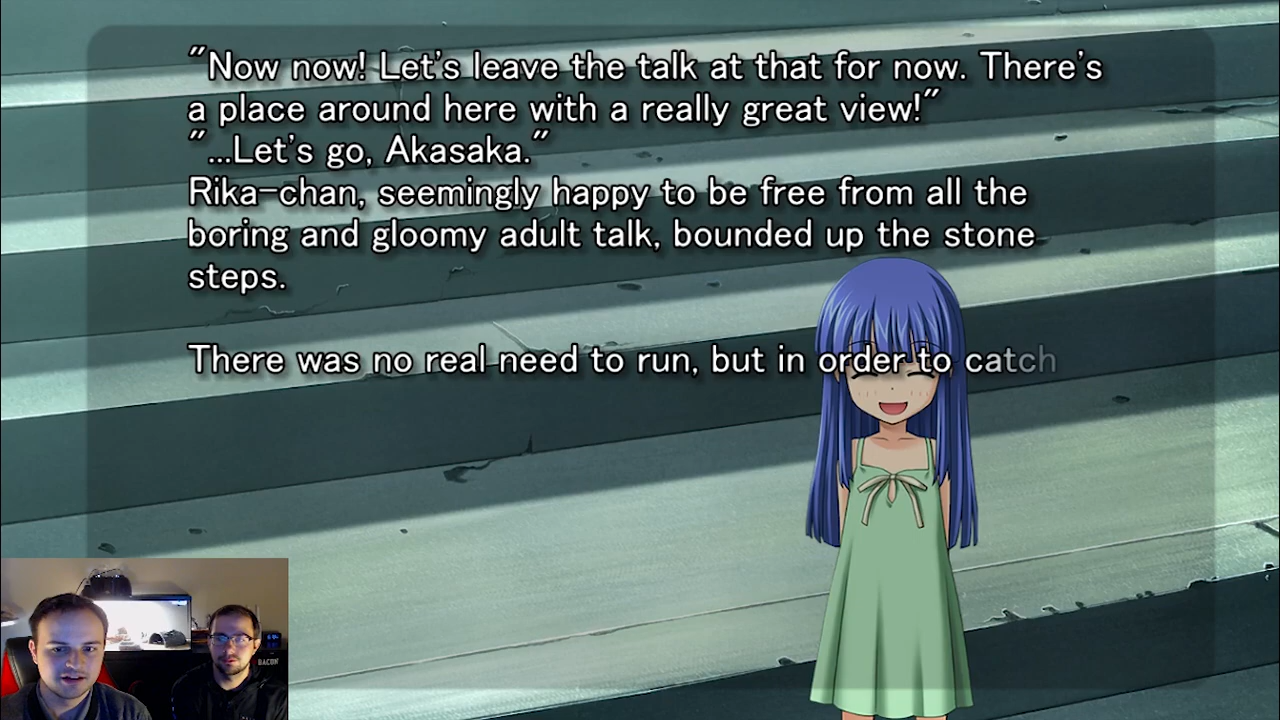 "Now now! Let's leave the talk at that for now. There's
a place around here with a really great view!"
"...Let's go, Akasaka."
Rika-chan, seemingly happy to be free from all the
boring and gloomy adult talk, bounded up the stone
steps.
There was no real need to run, but in order to catch
BACON